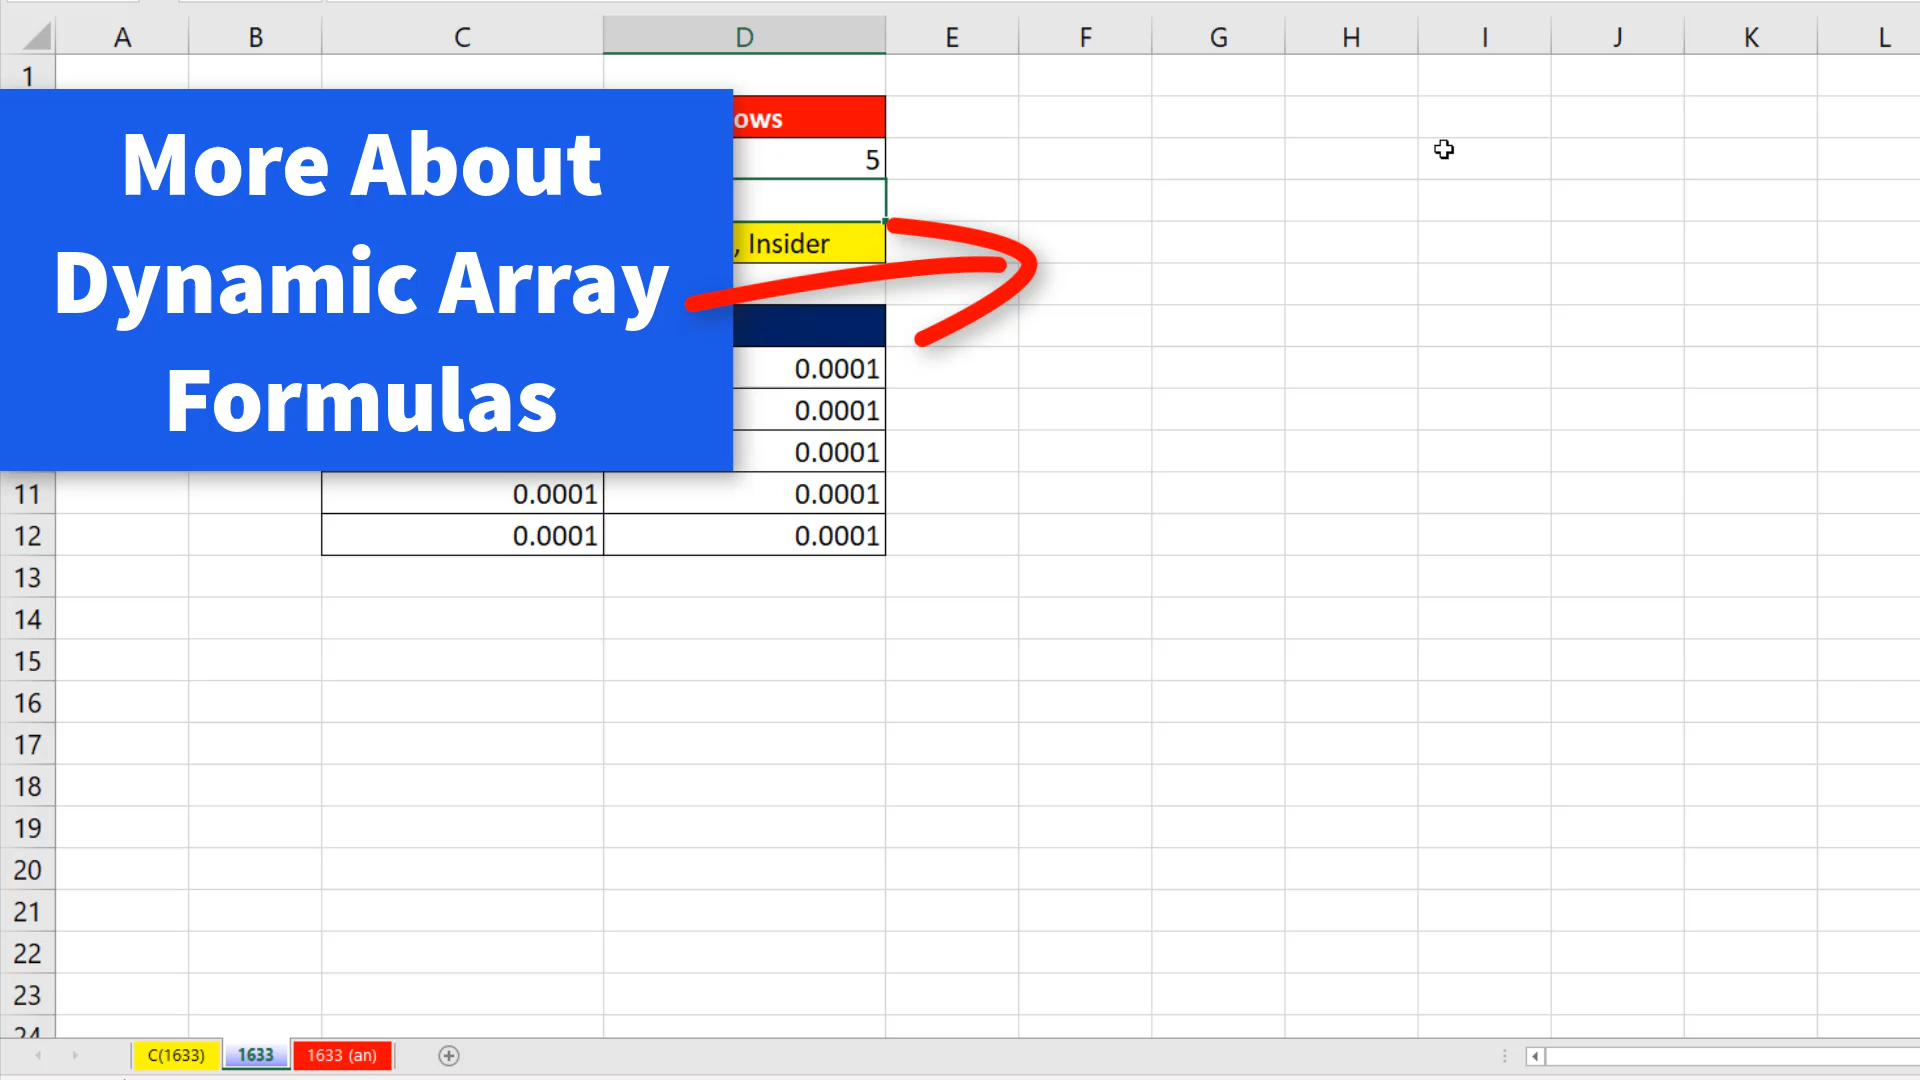 A B C D E F G H I J K L
1
ows
5
More About
Dynamic Array
Formulas
, Insider
0.0001
0.0001
0.0001
11 0.0001 0.0001
12 0.0001 0.0001
13
14
15
16
17
18
19
20
21
22
23
24
C(1633) 1633 1633 (an)